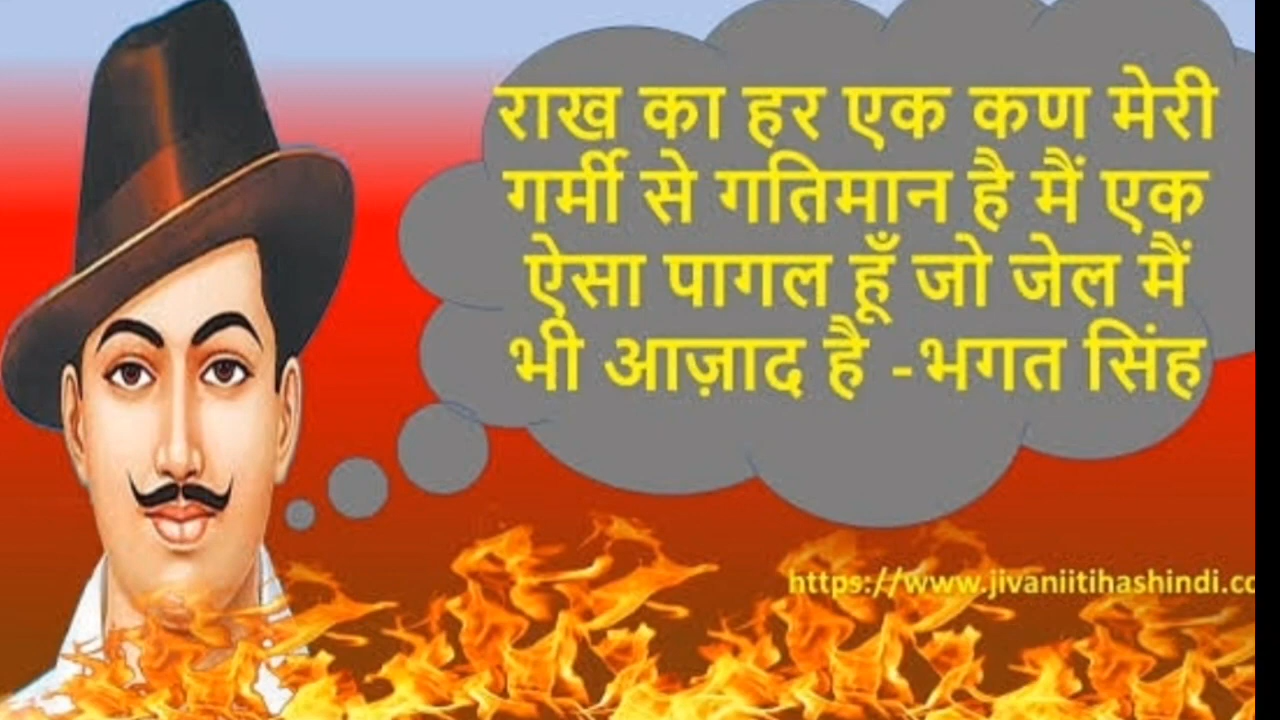 राख का हर एक कण मेरी
गर्मी से गतिमान है मैं एक
ऐसा पागल हूँ जो जेल मैं
भी आज़ाद है -भगत सिंह
https://www.jivaniitihashindi.co